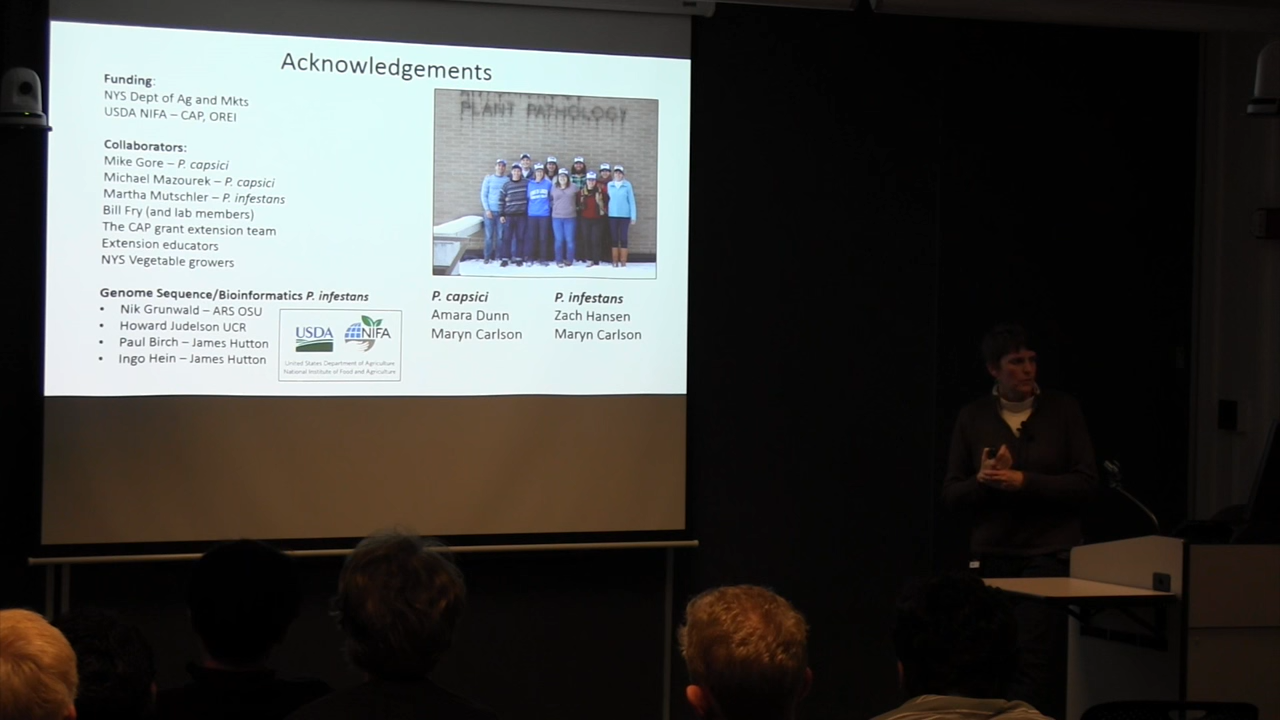 Acknowledgements
Funding:
NYS Dept of Ag and Mkts
USDA NIFA – CAP, OREI
Collaborators:
Mike Gore – P. capsici
Michael Mazourek – P. capsici
Martha Mutschler – P. infestans
Bill Fry (and lab members)
The CAP grant extension team
Extension educators
NYS Vegetable growers
Genome Sequence/Bioinformatics P. infestans
• Nik Grunwald – ARS OSU
• Howard Judelson UCR
• Paul Birch – James Hutton
• Ingo Hein – James Hutton
USDA NIFA
United States Department of Agriculture
National Institute of Food and Agriculture
PLANT PATHOLOGY
P. capsici
Amara Dunn
Maryn Carlson
P. infestans
Zach Hansen
Maryn Carlson